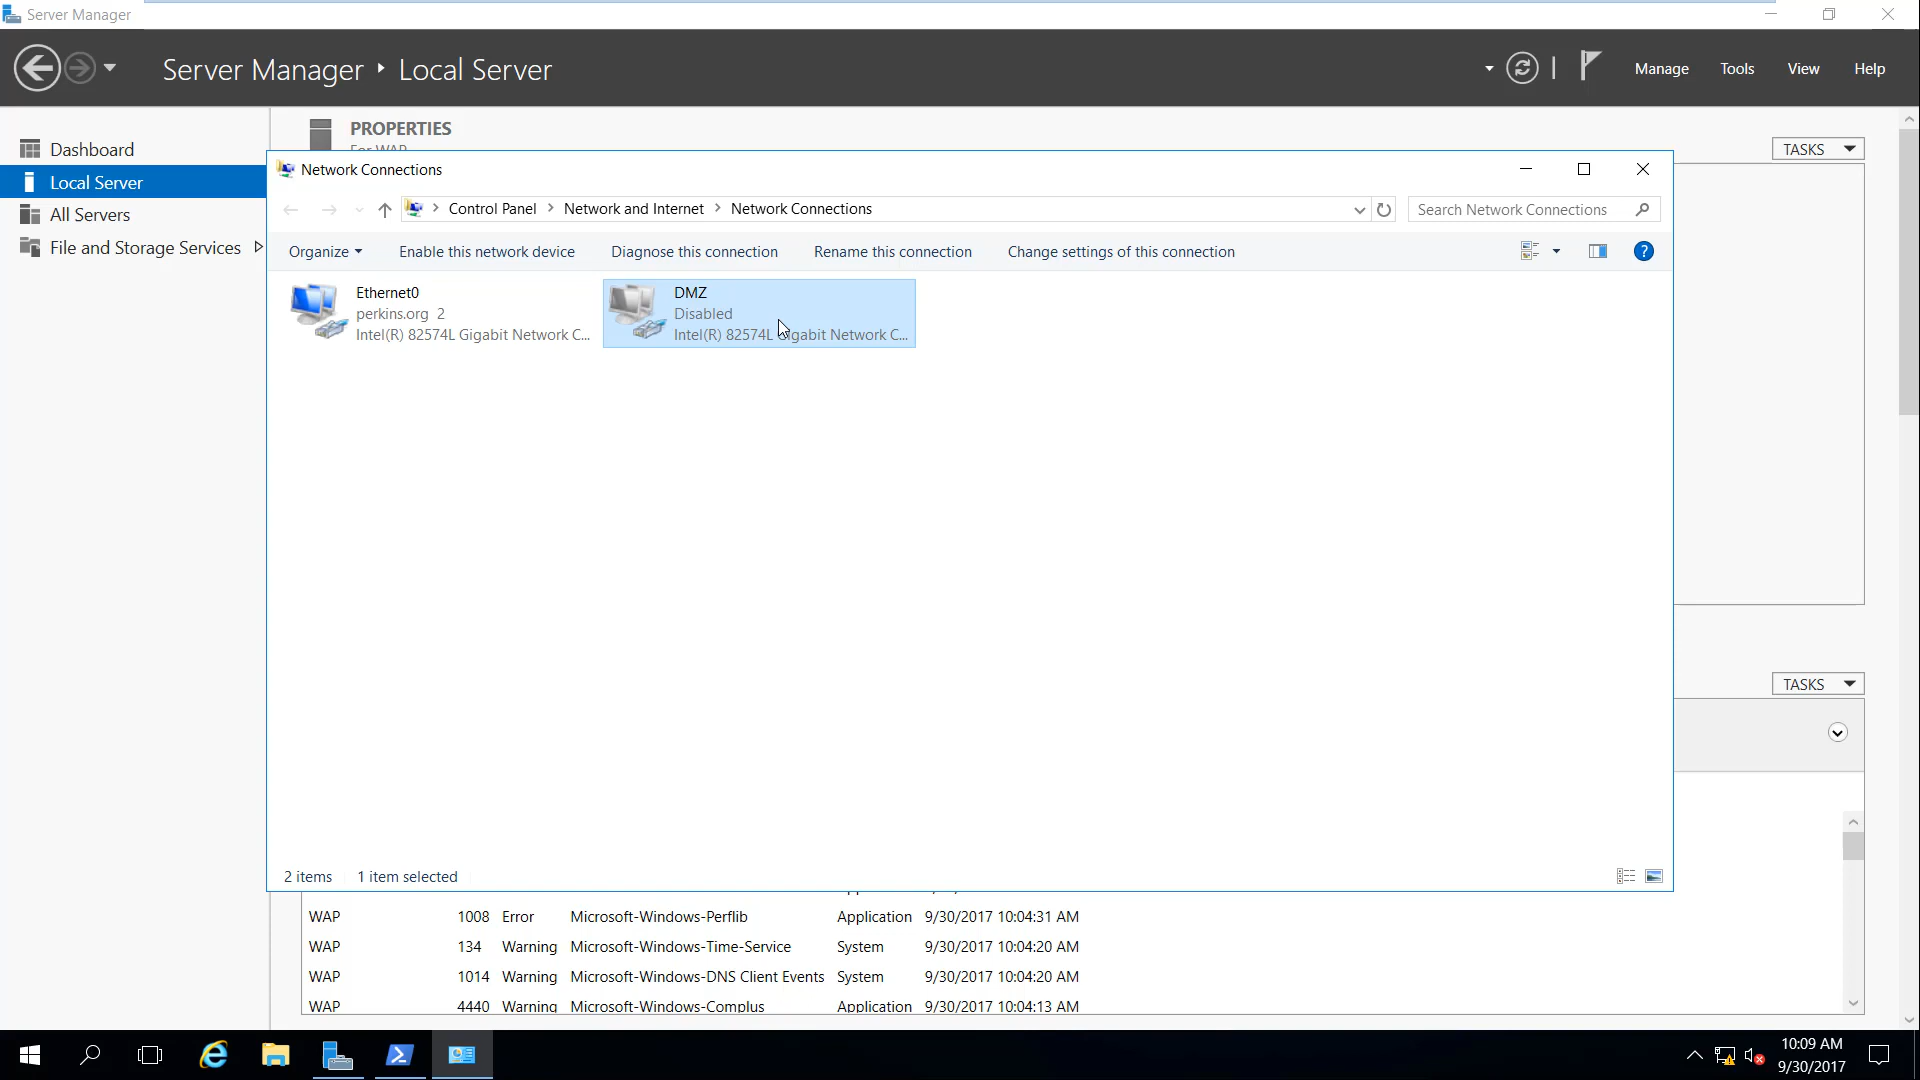 Server Manager
Server Manager ‣ Local Server
Manage Tools View Help
Dashboard
Local Server
All Servers
File and Storage Services
PROPERTIES
For WAP
TASKS
Network Connections
Control Panel > Network and Internet > Network Connections
Search Network Connections
Organize
Enable this network device
Diagnose this connection
Rename this connection
Change settings of this connection
Ethernet0
perkins.org 2
Intel(R) 82574L Gigabit Network C...
DMZ
Disabled
Intel(R) 82574L Gigabit Network C...
2 items 1 item selected
TASKS
WAP 1008 Error Microsoft-Windows-Perflib Application 9/30/2017 10:04:31 AM
WAP 134 Warning Microsoft-Windows-Time-Service System 9/30/2017 10:04:20 AM
WAP 1014 Warning Microsoft-Windows-DNS Client Events System 9/30/2017 10:04:20 AM
WAP 4440 Warning Microsoft-Windows-Complus Application 9/30/2017 10:04:13 AM
10:09 AM
9/30/2017